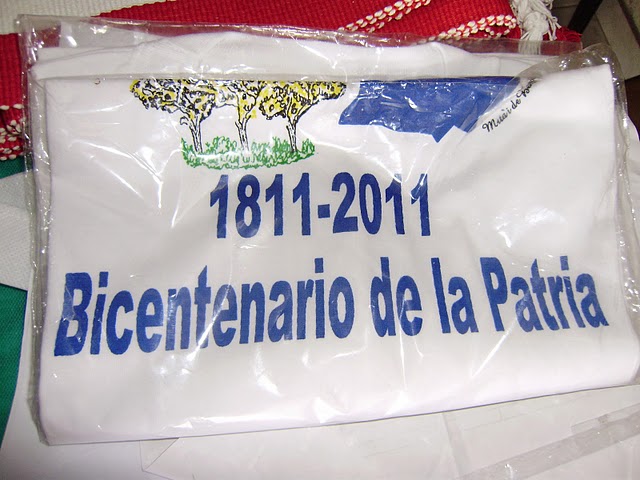 1811-2011
Bicentenario de la Patria